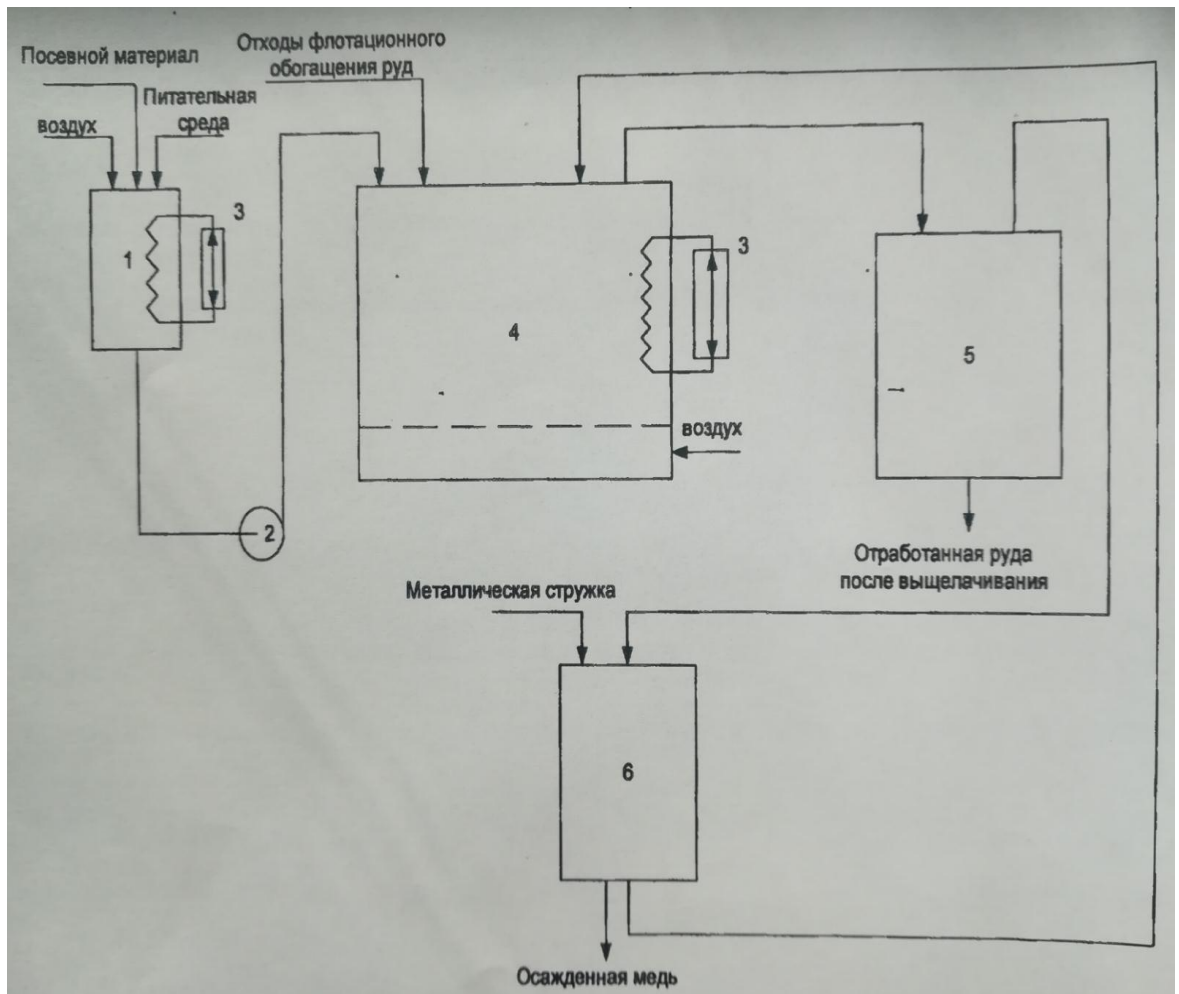 Посевной материал
Отходы флотационного
обогащения руд
воздух
Питательная
среда
3
1
3
4
5
воздух
2
Отработанная руда
после выщелачивания
Металлическая стружка
6
Осажденная медь